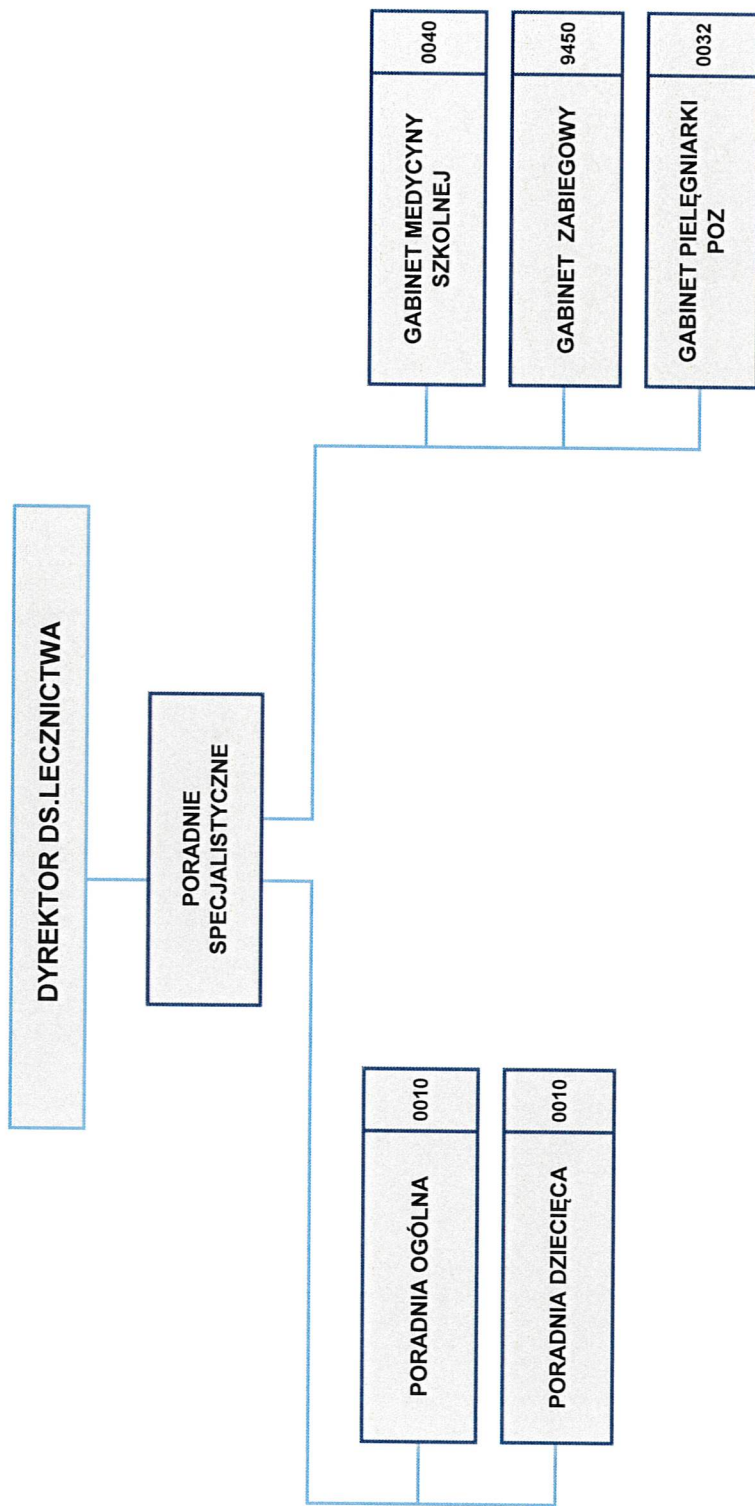 DYREKTOR DS.LECZNICTWA
PORADNIE
SPECJALISTYCZNE
PORADNIA OGÓLNA
0010
PORADNIA DZIECIĘCA
0010
GABINET MEDYCYNY
SZKOLNEJ
0040
GABINET ZABIEGOWY
9450
GABINET PIELĘGNIARKI
POZ
0032